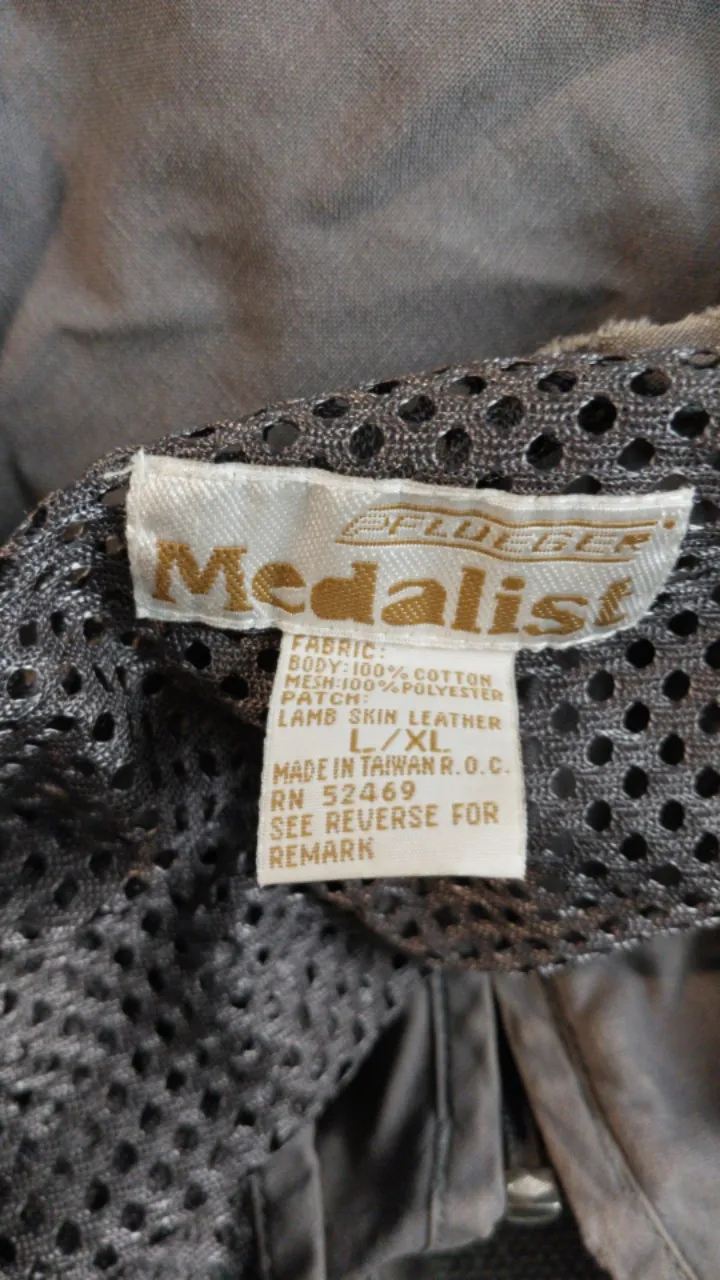 PFLUEGER
Medalist
FABRIC:
BODY:100% COTTON
MESH:100% POLYESTER
PATCH:
LAMB SKIN LEATHER
L/XL
MADE IN TAIWAN R.O.C.
RN 52469
SEE REVERSE FOR
REMARK